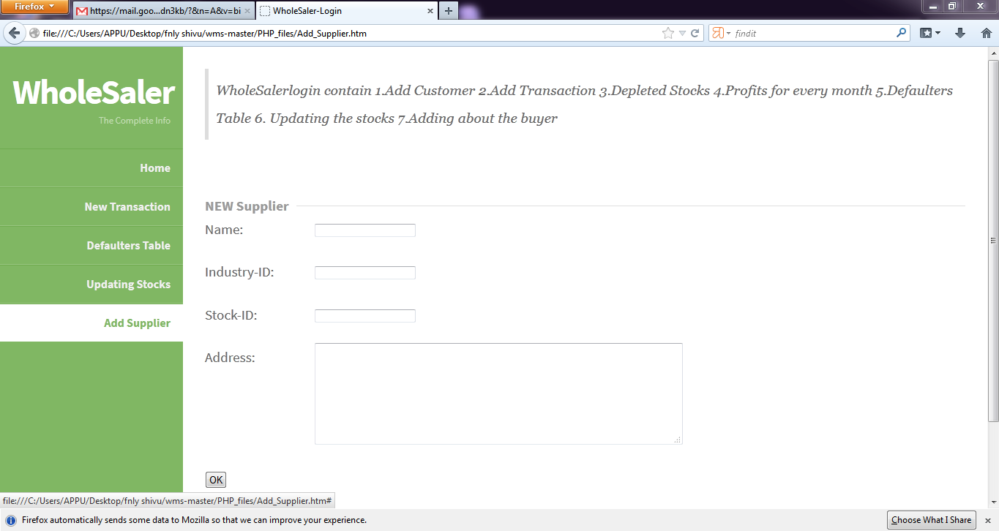 Firefox
https://mail.goo...dn3kb/?&n=A&v=bi
WholeSaler-Login
file:///C:/Users/APPU/Desktop/fnly shivu/wms-master/PHP_files/Add_Supplier.htm
findit
WholeSaler
The Complete Info
Home
New Transaction
Defaulters Table
Updating Stocks
Add Supplier
WholeSalerlogin contain 1.Add Customer 2.Add Transaction 3.Depleted Stocks 4.Profits for every month 5.Defaulters
Table 6. Updating the stocks 7.Adding about the buyer
NEW Supplier
Name:
Industry-ID:
Stock-ID:
Address:
OK
file:///C:/Users/APPU/Desktop/fnly shivu/wms-master/PHP_files/Add_Supplier.htm#
Firefox automatically sends some data to Mozilla so that we can improve your experience.
Choose What I Share